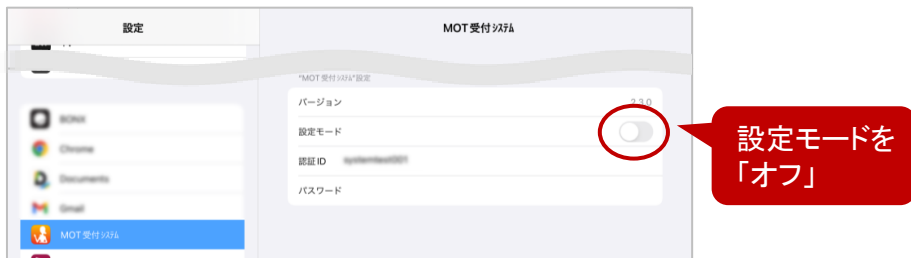 設定
MOT受付ｼｽﾃﾑ
"MOT受付ｼｽﾃﾑ"設定
バージョン 2.3.0
設定モード
認証ID systemtest001
パスワード
BONX
Chrome
Documents
Gmail
MOT受付ｼｽﾃﾑ
設定モードを
「オフ」